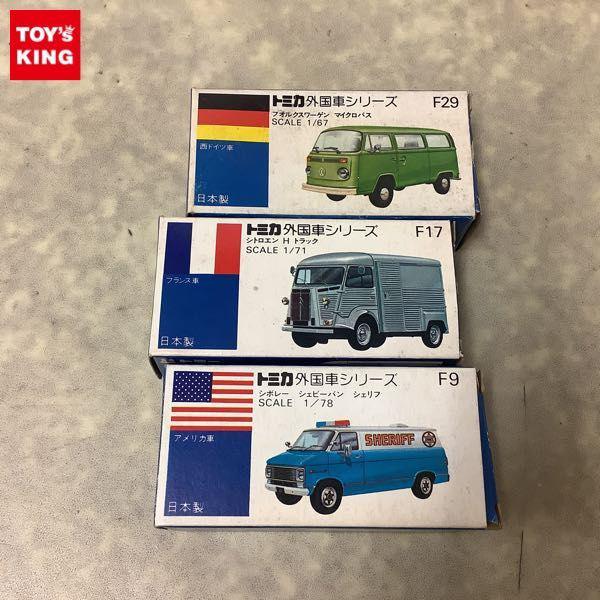 TOY's
KING
トミカ外国車シリーズ F29
フオルクスワーゲン マイクロバス
SCALE 1/67
西ドイツ車
日本製
トミカ外国車シリーズ F17
シトロエン H トラック
SCALE 1/71
フランス車
日本製
トミカ外国車シリーズ F9
シボレー シェビーバン シェリフ
SCALE 1/78
SHERIFF
アメリカ車
日本製